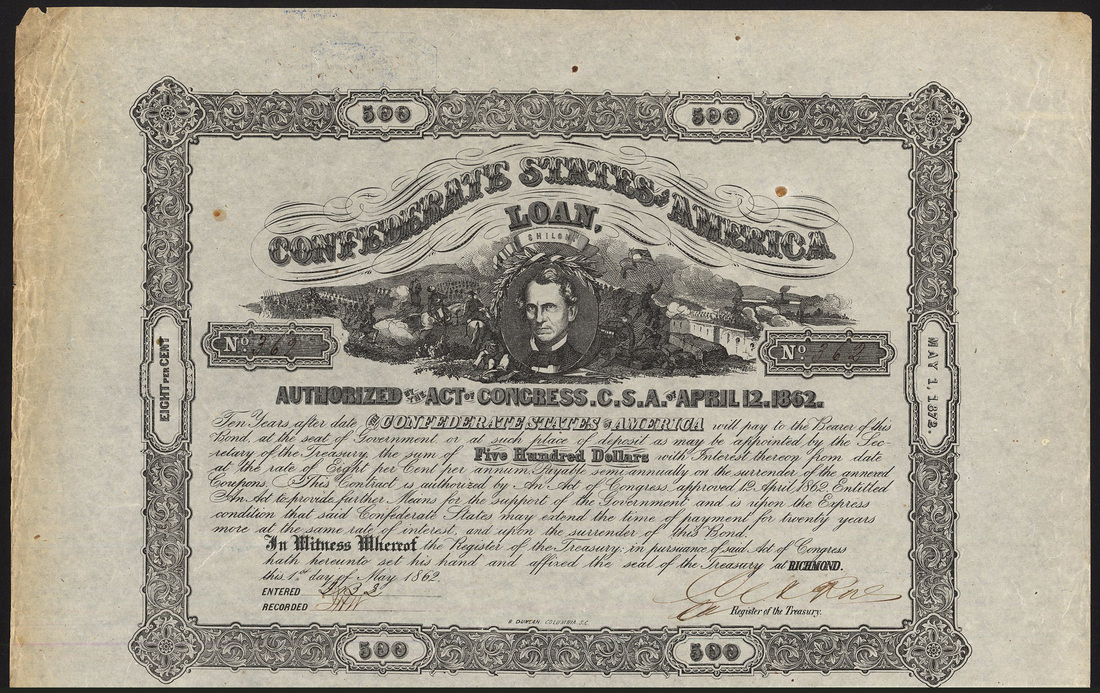 500 500
CONFEDERATE STATES OF AMERICA
LOAN,
No.
No. 162
EIGHT PER CENT
MAY 1, 1872.
AUTHORIZED BY THE ACT OF CONGRESS. C. S. A. OF APRIL 12. 1862.
Ten Years after date the CONFEDERATE STATES OF AMERICA will pay to the Bearer of this
Bond, at the seat of Government or at such place of deposit as may be appointed by the Sec-
retary of the Treasury, the sum of Five Hundred Dollars with Interest thereon from date
at the rate of Eight per Cent per annum Payable semi annually on the surrender of the annexed
Coupons. This Contract is authorized by An Act of Congress, approved 12 April, 1862, Entitled
An Act to provide further Means for the support of the Government and is upon the Express
condition that said Confederate States may extend the time of payment for twenty years
more at the same rate of interest, and upon the surrender of this Bond.
In Witness Whereof the Register of the Treasury, in pursuance of said Act of Congress
hath hereunto set his hand and affixed the seal of the Treasury at RICHMOND.
this 1st day of May 1862.
ENTERED
RECORDED
Register of the Treasury.
B. DUNCAN, COLUMBIA, S.C.
500 500